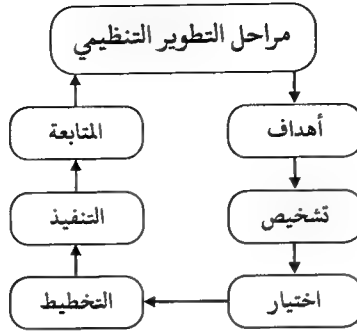 مراحل التطوير التنظيمي
أهداف
تشخيص
اختيار
التخطيط
التنفيذ
المتابعة